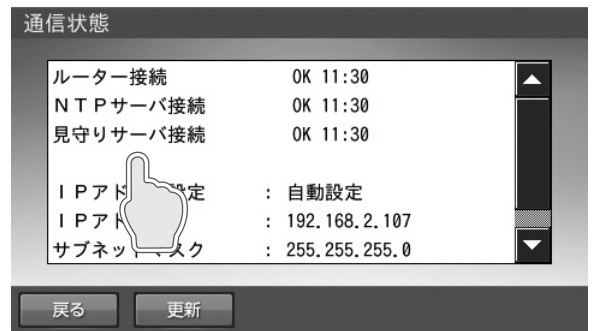 通信状態
ルーター接続 OK 11:30
ＮＴＰサーバ接続 OK 11:30
見守りサーバ接続 OK 11:30
ＩＰアド 定 : 自動設定
ＩＰアド : 192.168.2.107
サブネットマスク : 255.255.255.0
戻る 更新